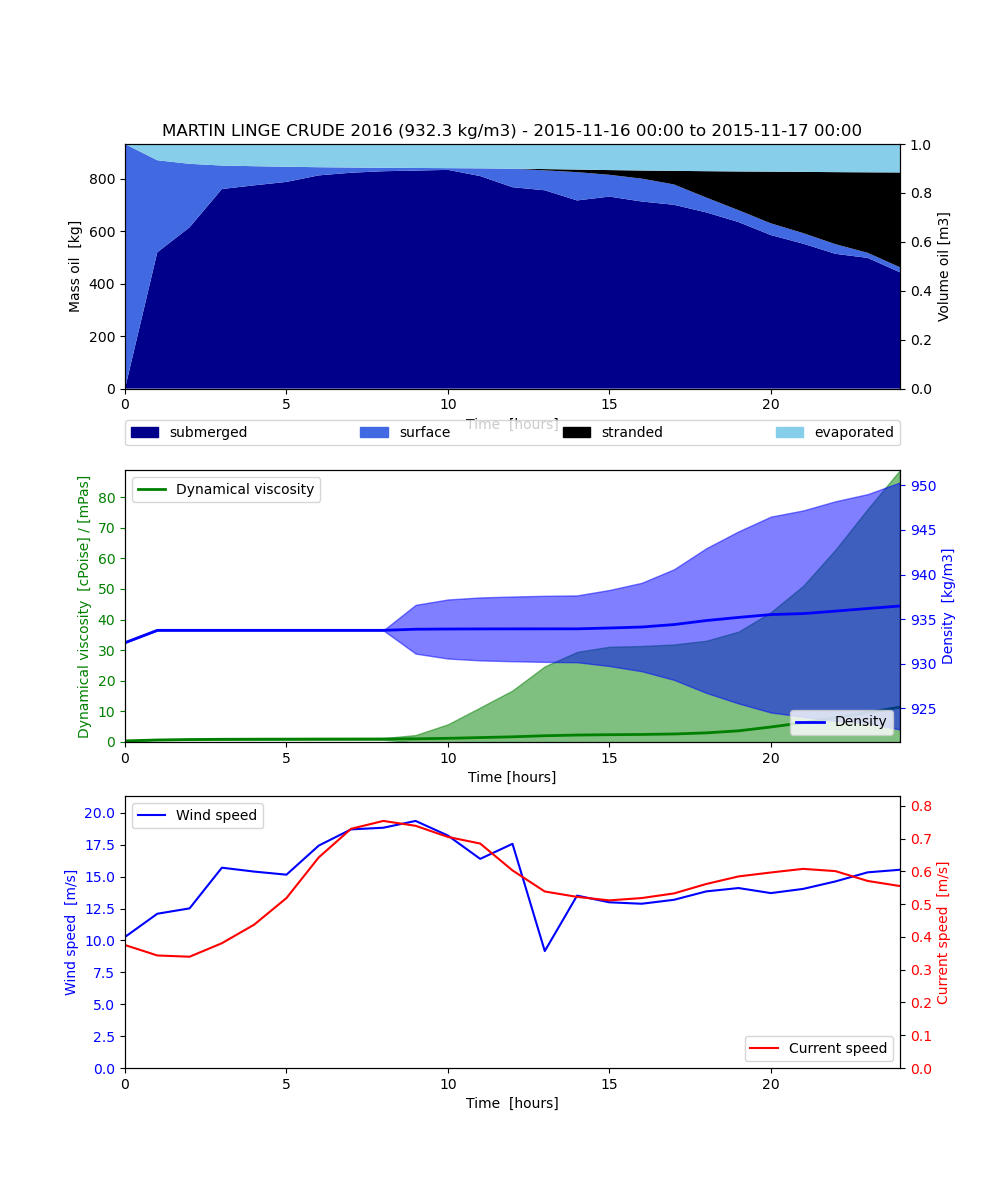 MARTIN LINGE CRUDE 2016 (932.3 kg/m3) - 2015-11-16 00:00 to 2015-11-17 00:00
Mass oil [kg]
800
600
400
200
0
Volume oil [m3]
1.0
0.8
0.6
0.4
0.2
0.0
0 5 10 15 20
Time [hours]
submerged surface stranded evaporated
Dynamical viscosity [cPoise] / [mPas]
80
70
60
50
40
30
20
10
0
Dynamical viscosity
Density [kg/m3]
950
945
940
935
930
925
Density
0 5 10 15 20
Time [hours]
Wind speed [m/s]
20.0
17.5
15.0
12.5
10.0
7.5
5.0
2.5
0.0
Wind speed
Current speed [m/s]
0.8
0.7
0.6
0.5
0.4
0.3
0.2
0.1
0.0
Current speed
0 5 10 15 20
Time [hours]